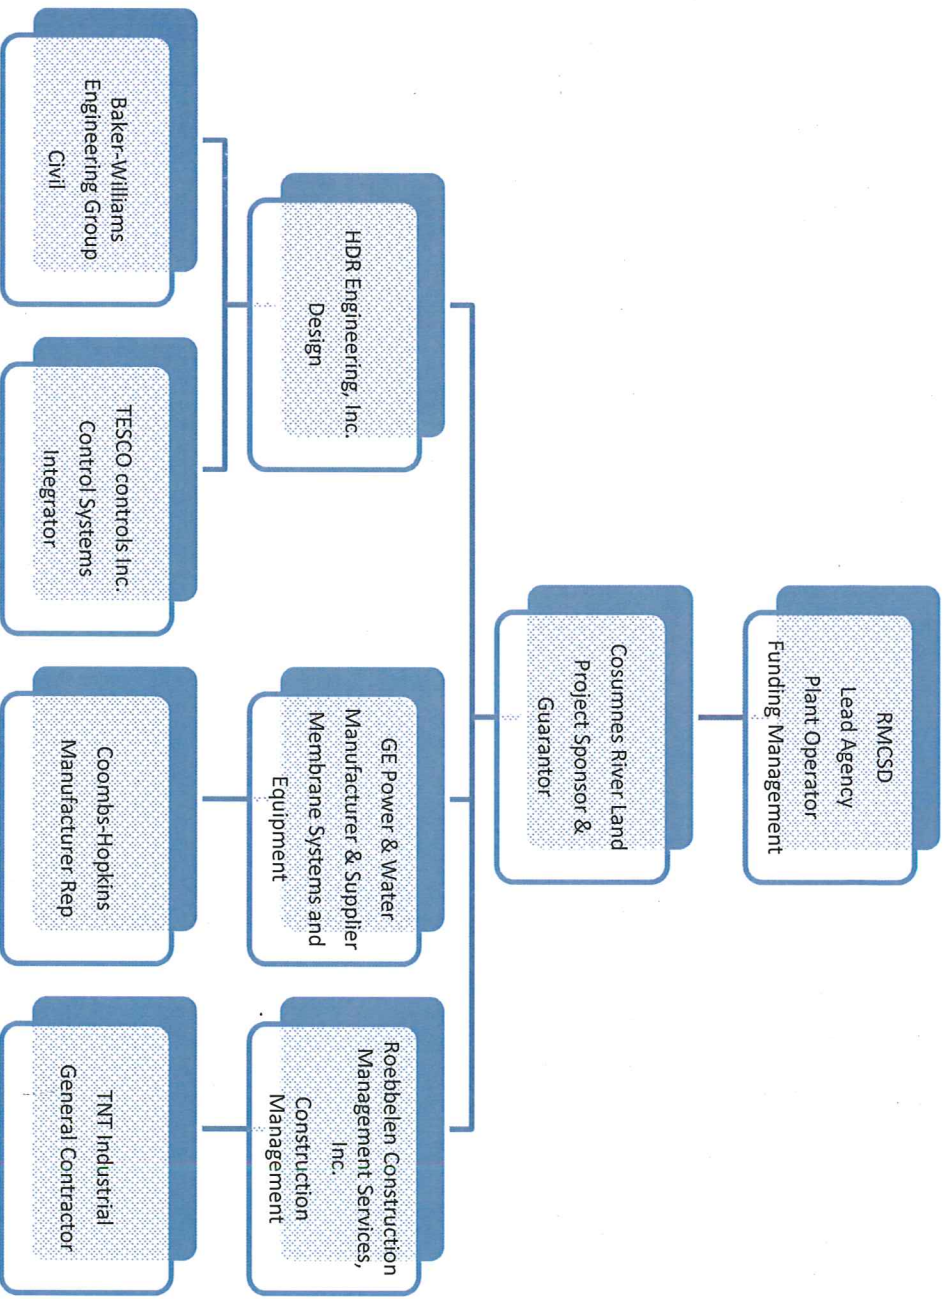 RMCSD
Lead Agency
Plant Operator
Funding Management
Cosumnes River Land
Project Sponsor &
Guarantor
HDR Engineering, Inc.
Design
GE Power & Water
Manufacturer & Supplier
Membrane Systems and
Equipment
Roebbelen Construction
Management Services,
Inc.
Construction
Management
Baker-Williams
Engineering Group
Civil
TESCO controls Inc.
Control Systems
Integrator
Coombs-Hopkins
Manufacturer Rep
TNT Industrial
General Contractor